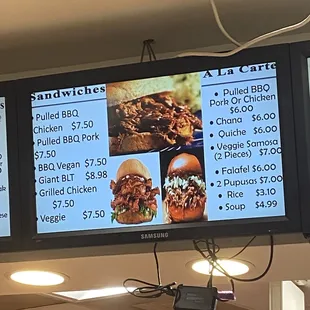 Sandwiches
• Pulled BBQ
Chicken $7.50
• Pulled BBQ Pork
$7.50
• BBQ Vegan $7.50
• Giant BLT $8.98
• Grilled Chicken
$7.50
• Veggie $7.50
A La Carte
• Pulled BBQ
Pork Or Chicken
$6.00
• Chana $6.00
• Quiche $6.00
• Veggie Samosa
(2 Pieces) $7.00
• Falafel $6.00
• 2 Pupusas $7.00
• Rice $3.10
• Soup $4.99
SAMSUNG